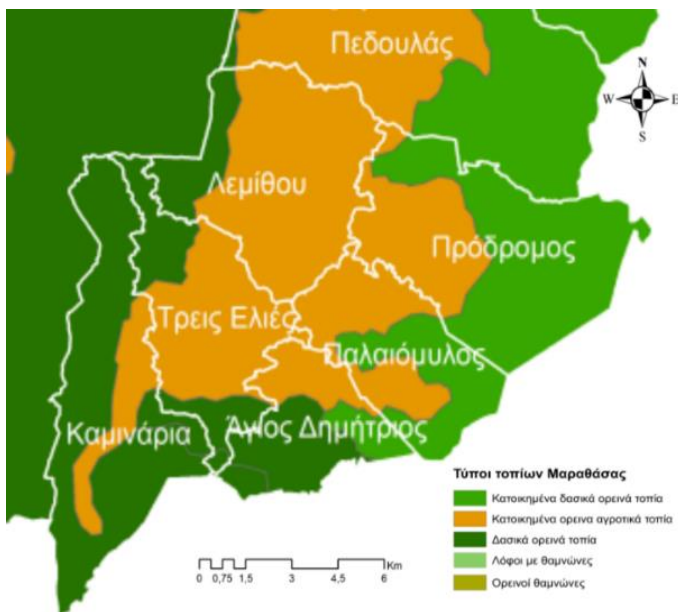 Πεδουλάς
N
W E
S
Λεμίθου
Πρόδρομος
Τρεις Ελιές
Παλαιόμυλος
Καμινάρια
Άγιος Δημήτριος
Τύποι τοπίων Μαραθάσας
Κατοικημένα δασικά ορεινά τοπία
Κατοικημένα ορεινα αγροτικά τοπία
Δασικά ορεινά τοπία
Λόφοι με θαμνώνες
Ορεινοί θαμνώνες
Km
0 0,75 1,5 3 4,5 6